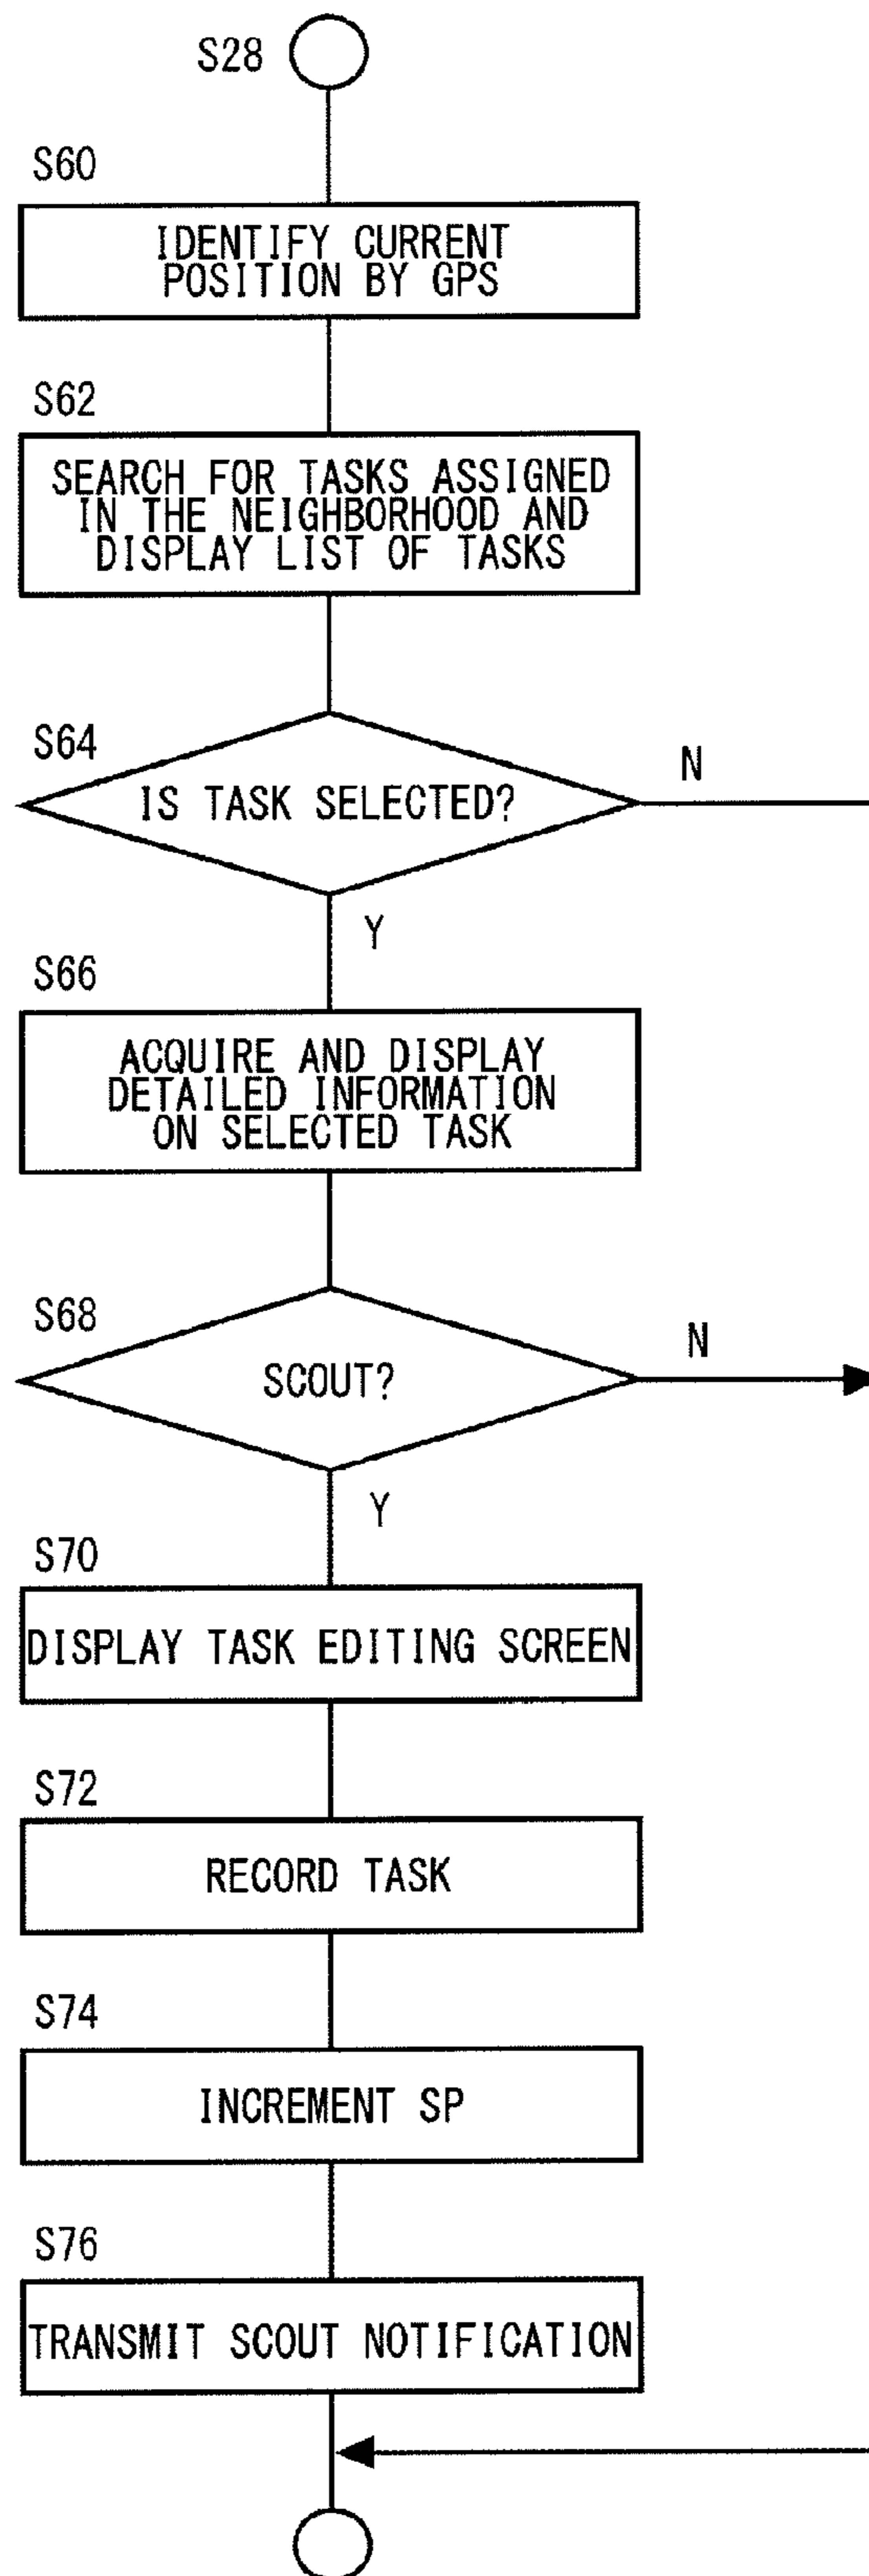 S28
S60
IDENTIFY CURRENT
POSITION BY GPS
S62
SEARCH FOR TASKS ASSIGNED
IN THE NEIGHBORHOOD AND
DISPLAY LIST OF TASKS
S64
IS TASK SELECTED?
N
Y
S66
ACQUIRE AND DISPLAY
DETAILED INFORMATION
ON SELECTED TASK
S68
SCOUT?
N
Y
S70
DISPLAY TASK EDITING SCREEN
S72
RECORD TASK
S74
INCREMENT SP
S76
TRANSMIT SCOUT NOTIFICATION